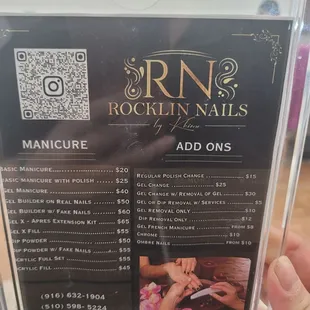 RN
ROCKLIN NAILS
by Khim
MANICURE
Basic Manicure $20
Basic manicure with polish $25
Gel Manicure $40
Gel Builder on Real Nails $50
Gel Builder w/ Fake Nails $60
Gel X - Apres Extension Kit $65
Gel X Fill $55
Dip Powder $50
Dip Powder w/ Fake Nails $55
Acrylic Full Set $55
Acrylic Fill $45
(916) 632-1904
(510) 598-5224
ADD ONS
Regular Polish Change $15
Gel Change $25
Gel Change w/ Removal of Gel $30
Gel or Dip Removal w/ Services $5
Gel Removal Only $10
Dip Removal Only $12
Gel French Manicure from $8
Chrome $15
Ombre Nails from $10